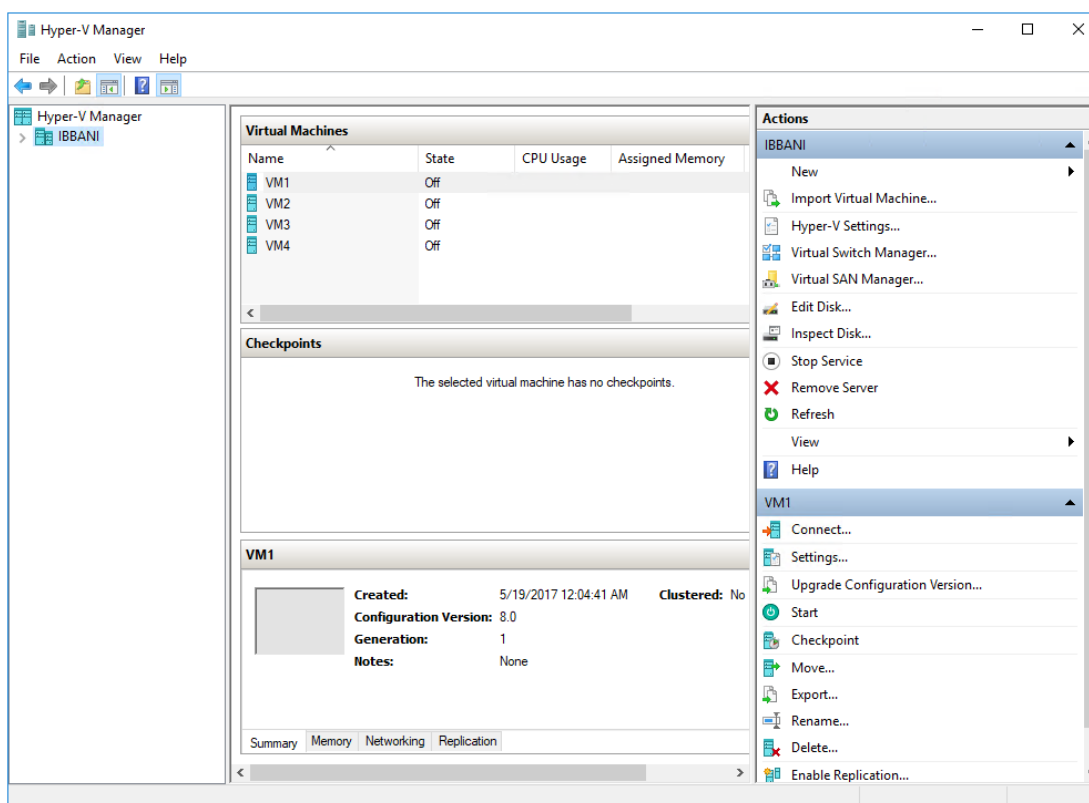 Hyper-V Manager
File Action View Help
Hyper-V Manager
IBBANI
Virtual Machines
Name State CPU Usage Assigned Memory
VM1 Off
VM2 Off
VM3 Off
VM4 Off
Checkpoints
The selected virtual machine has no checkpoints.
VM1
Created: 5/19/2017 12:04:41 AM Clustered: No
Configuration Version: 8.0
Generation: 1
Notes: None
Summary Memory Networking Replication
Actions
IBBANI
New
Import Virtual Machine...
Hyper-V Settings...
Virtual Switch Manager...
Virtual SAN Manager...
Edit Disk...
Inspect Disk...
Stop Service
Remove Server
Refresh
View
Help
VM1
Connect...
Settings...
Upgrade Configuration Version...
Start
Checkpoint
Move...
Export...
Rename...
Delete...
Enable Replication...